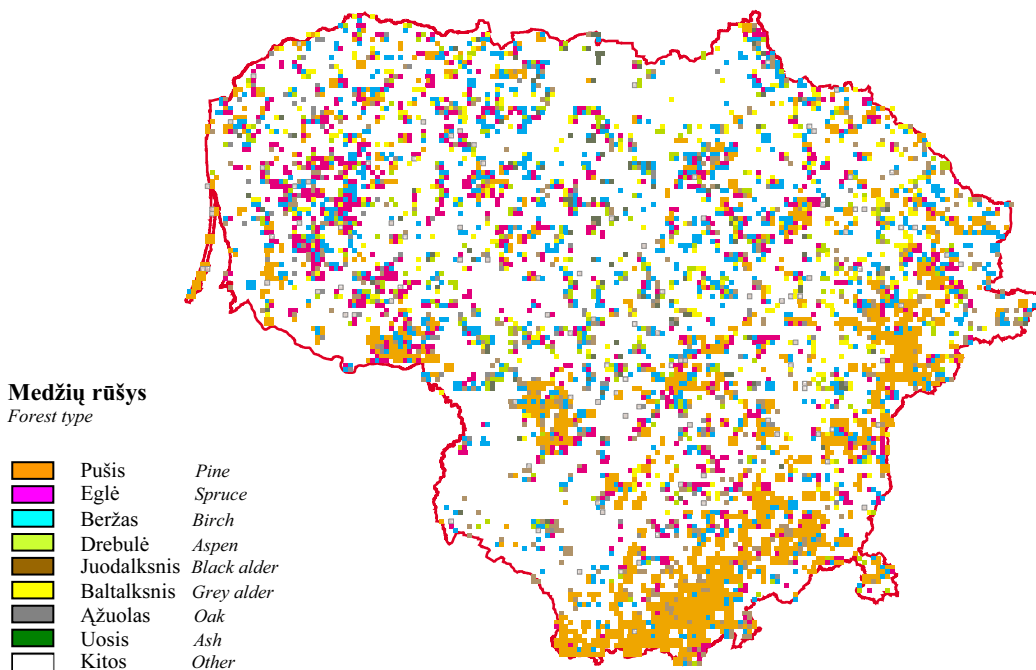 Medžių rūšys
Forest type
Pušis Pine
Eglė Spruce
Beržas Birch
Drebulė Aspen
Juodalksnis Black alder
Baltalksnis Grey alder
Ąžuolas Oak
Uosis Ash
Kitos Other